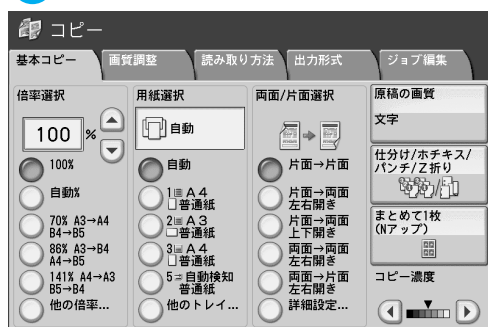 コピー
基本コピー
画質調整
読み取り方法
出力形式
ジョブ編集
倍率選択
100 %
100%
自動%
70% A3→A4
B4→B5
86% A3→B4
A4→B5
141% A4→A3
B5→B4
他の倍率...
用紙選択
自動
自動
1 A4
普通紙
2 A3
普通紙
3 A4
普通紙
5 自動検知
普通紙
他のトレイ...
両面/片面選択
片面→片面
片面→両面
左右開き
片面→両面
上下開き
両面→両面
左右開き
両面→片面
左右開き
詳細設定...
原稿の画質
文字
仕分け/ホチキス/
パンチ/Z折り
まとめて1枚
(Nアップ)
コピー濃度